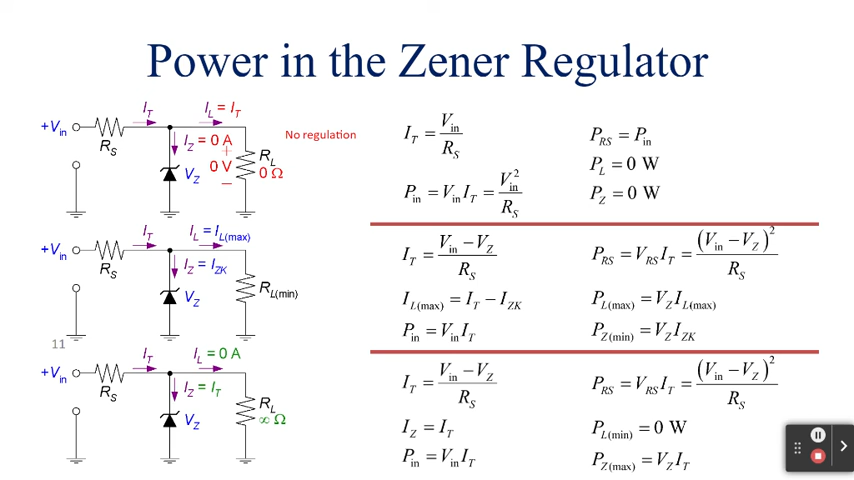 Power in the Zener Regulator
+V_in
I_T
I_L = I_T
R_S
I_Z = 0 A
+
0 V
−
V_Z
R_L
0 Ω
No regulation
I_T = V_in / R_S
P_in = V_in I_T = V_in² / R_S
P_RS = P_in
P_L = 0 W
P_Z = 0 W
+V_in
I_T
I_L = I_L(max)
R_S
I_Z = I_ZK
V_Z
R_L(min)
I_T = (V_in − V_Z) / R_S
I_L(max) = I_T − I_ZK
P_in = V_in I_T
P_RS = V_RS I_T = (V_in − V_Z)² / R_S
P_L(max) = V_Z I_L(max)
P_Z(min) = V_Z I_ZK
11
+V_in
I_T
I_L = 0 A
R_S
I_Z = I_T
V_Z
R_L
∞ Ω
I_T = (V_in − V_Z) / R_S
I_Z = I_T
P_in = V_in I_T
P_RS = V_RS I_T = (V_in − V_Z)² / R_S
P_L(min) = 0 W
P_Z(max) = V_Z I_T